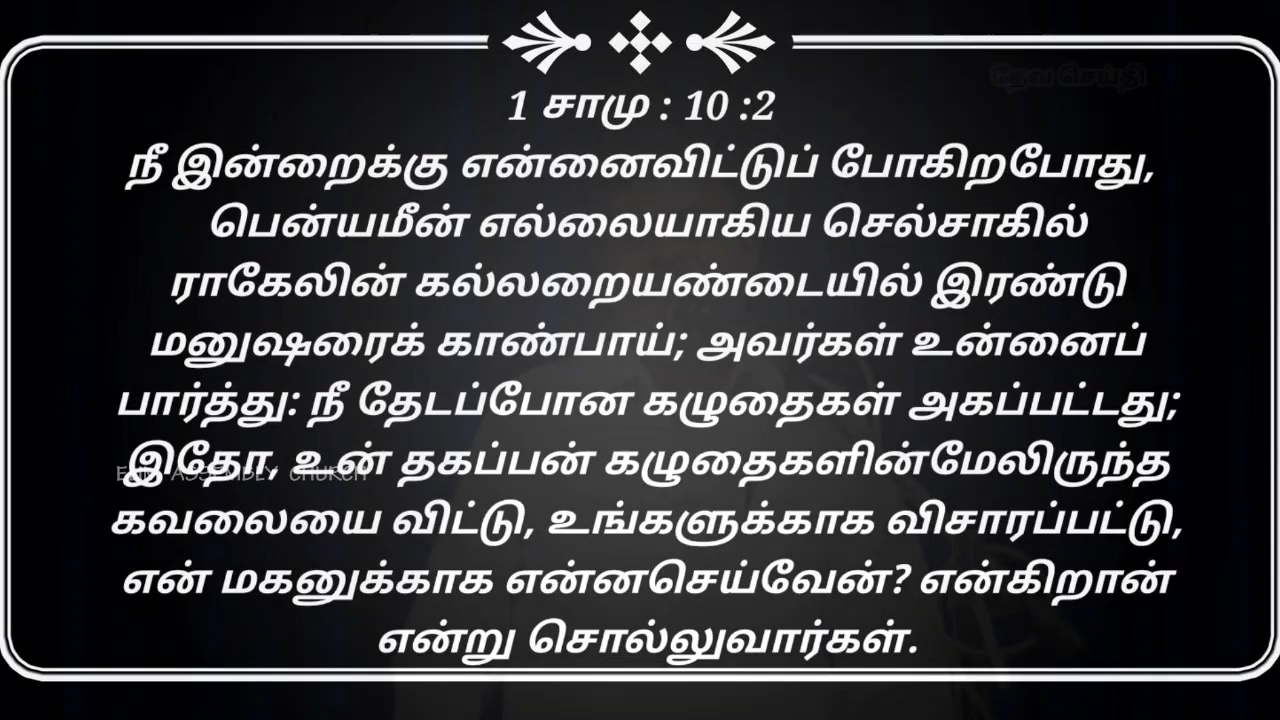 தேவ செய்தி
1 சாமு : 10 :2
நீ இன்றைக்கு என்னைவிட்டுப் போகிறபோது,
பென்யமீன் எல்லையாகிய செல்சாகில்
ராகேலின் கல்லறையண்டையில் இரண்டு
மனுஷரைக் காண்பாய்; அவர்கள் உன்னைப்
பார்த்து: நீ தேடப்போன கழுதைகள் அகப்பட்டது;
இதோ, உன் தகப்பன் கழுதைகளின்மேலிருந்த
ASSEMBLY CHURCH
கவலையை விட்டு, உங்களுக்காக விசாரப்பட்டு,
என் மகனுக்காக என்னசெய்வேன்? என்கிறான்
என்று சொல்லுவார்கள்.